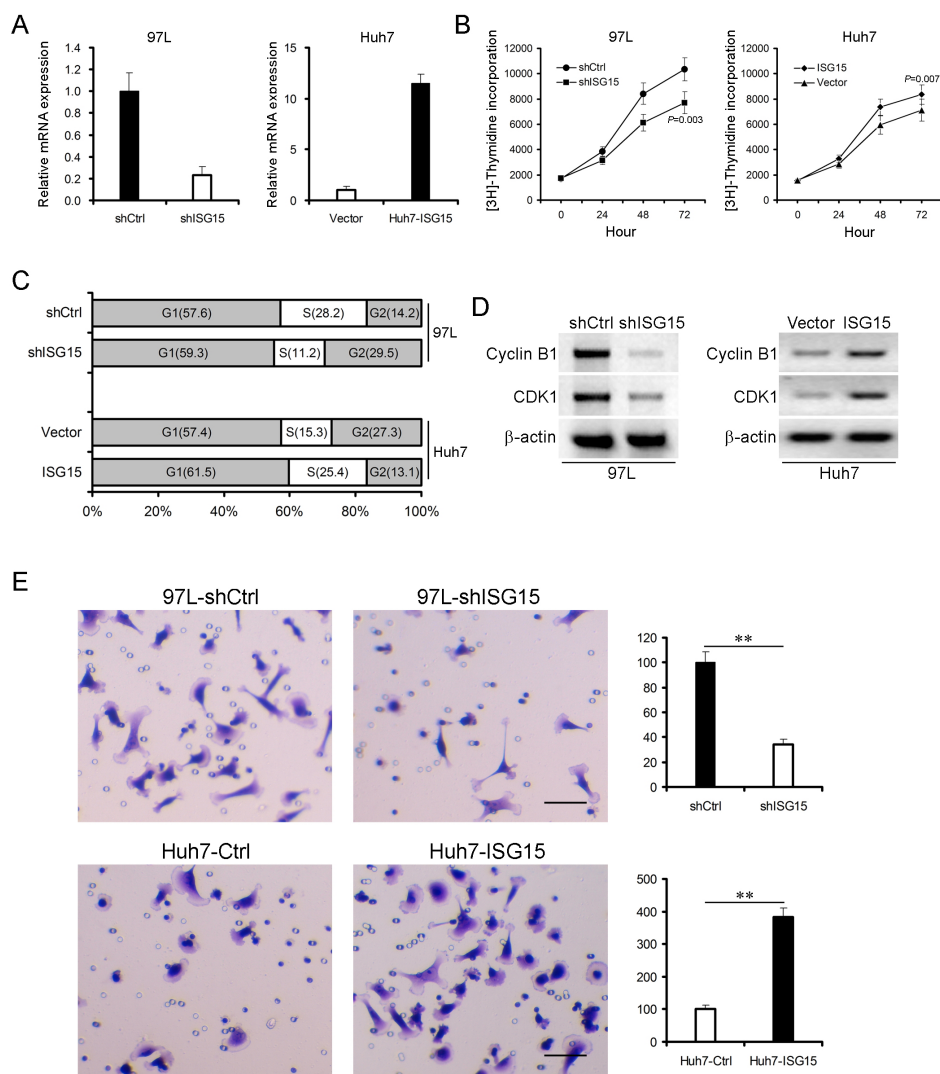 A
97L
Relative mRNA expression
1.4
1.2
1.0
0.8
0.6
0.4
0.2
0
shCtrl
shISG15
Huh7
Relative mRNA expression
15
10
5
0
Vector
Huh7-ISG15
B
97L
[3H]-Thymidine incorporation
12000
10000
8000
6000
4000
2000
0
shCtrl
shISG15
P=0.003
0 24 48 72
Hour
Huh7
[3H]-Thymidine incorporation
12000
10000
8000
6000
4000
2000
0
ISG15
Vector
P=0.007
0 24 48 72
Hour
C
shCtrl G1(57.6) S(28.2) G2(14.2)
shISG15 G1(59.3) S(11.2) G2(29.5)
97L
Vector G1(57.4) S(15.3) G2(27.3)
ISG15 G1(61.5) S(25.4) G2(13.1)
Huh7
0% 20% 40% 60% 80% 100%
D
shCtrl shISG15
Cyclin B1
CDK1
β-actin
97L
Vector ISG15
Cyclin B1
CDK1
β-actin
Huh7
E
97L-shCtrl
97L-shISG15
120
100
80
60
40
20
0
**
shCtrl
shISG15
Huh7-Ctrl
Huh7-ISG15
500
400
300
200
100
0
**
Huh7-Ctrl
Huh7-ISG15